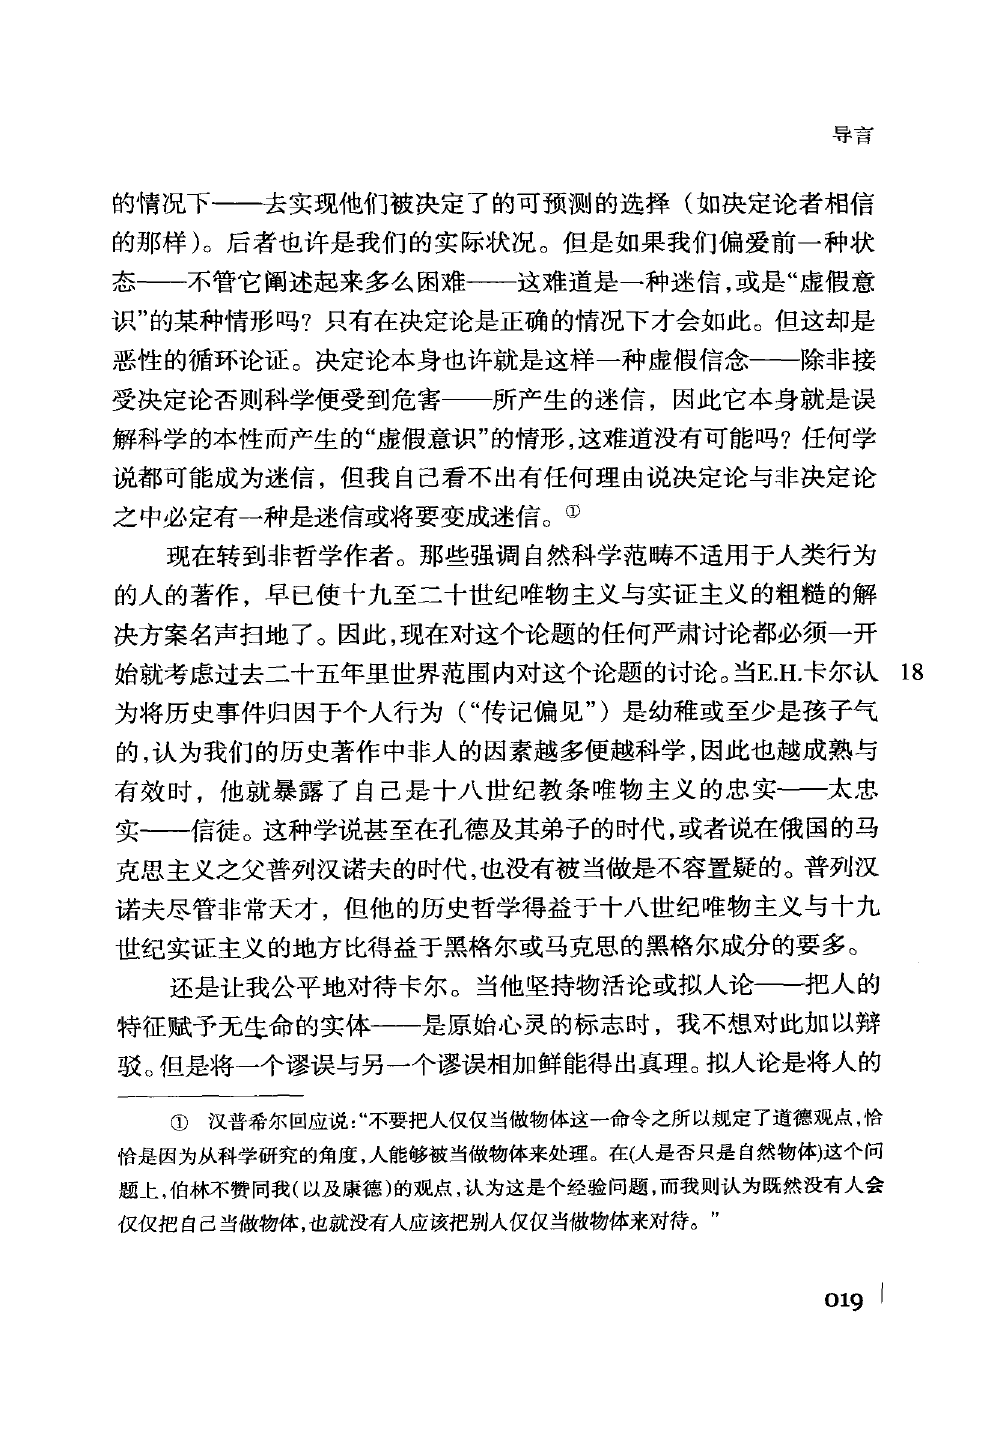 导言
的情况下——去实现他们被决定了的可预测的选择（如决定论者相信
的那样）。后者也许是我们的实际状况。但是如果我们偏爱前一种状
态——不管它阐述起来多么困难——这难道是一种迷信，或是“虚假意
识”的某种情形吗？只有在决定论是正确的情况下才会如此。但这却是
恶性的循环论证。决定论本身也许就是这样一种虚假信念——除非接
受决定论否则科学便受到危害——所产生的迷信，因此它本身就是误
解科学的本性而产生的“虚假意识”的情形，这难道没有可能吗？任何学
说都可能成为迷信，但我自己看不出有任何理由说决定论与非决定论
之中必定有一种是迷信或将要变成迷信。①
现在转到非哲学作者。那些强调自然科学范畴不适用于人类行为
的人的著作，早已使十九至二十世纪唯物主义与实证主义的粗糙的解
决方案名声扫地了。因此，现在对这个论题的任何严肃讨论都必须一开
始就考虑过去二十五年里世界范围内对这个论题的讨论。当E.H.卡尔认 18
为将历史事件归因于个人行为（“传记偏见”）是幼稚或至少是孩子气
的，认为我们的历史著作中非人的因素越多便越科学，因此也越成熟与
有效时，他就暴露了自己是十八世纪教条唯物主义的忠实——太忠
实——信徒。这种学说甚至在孔德及其弟子的时代，或者说在俄国的马
克思主义之父普列汉诺夫的时代，也没有被当做是不容置疑的。普列汉
诺夫尽管非常天才，但他的历史哲学得益于十八世纪唯物主义与十九
世纪实证主义的地方比得益于黑格尔或马克思的黑格尔成分的要多。
还是让我公平地对待卡尔。当他坚持物活论或拟人论——把人的
特征赋予无生命的实体——是原始心灵的标志时，我不想对此加以辩
驳。但是将一个谬误与另一个谬误相加鲜能得出真理。拟人论是将人的
① 汉普希尔回应说：“不要把人仅仅当做物体这一命令之所以规定了道德观点，恰
恰是因为从科学研究的角度，人能够被当做物体来处理。在(人是否只是自然物体)这个问
题上，伯林不赞同我(以及康德)的观点，认为这是个经验问题，而我则认为既然没有人会
仅仅把自己当做物体，也就没有人应该把别人仅仅当做物体来对待。”
019